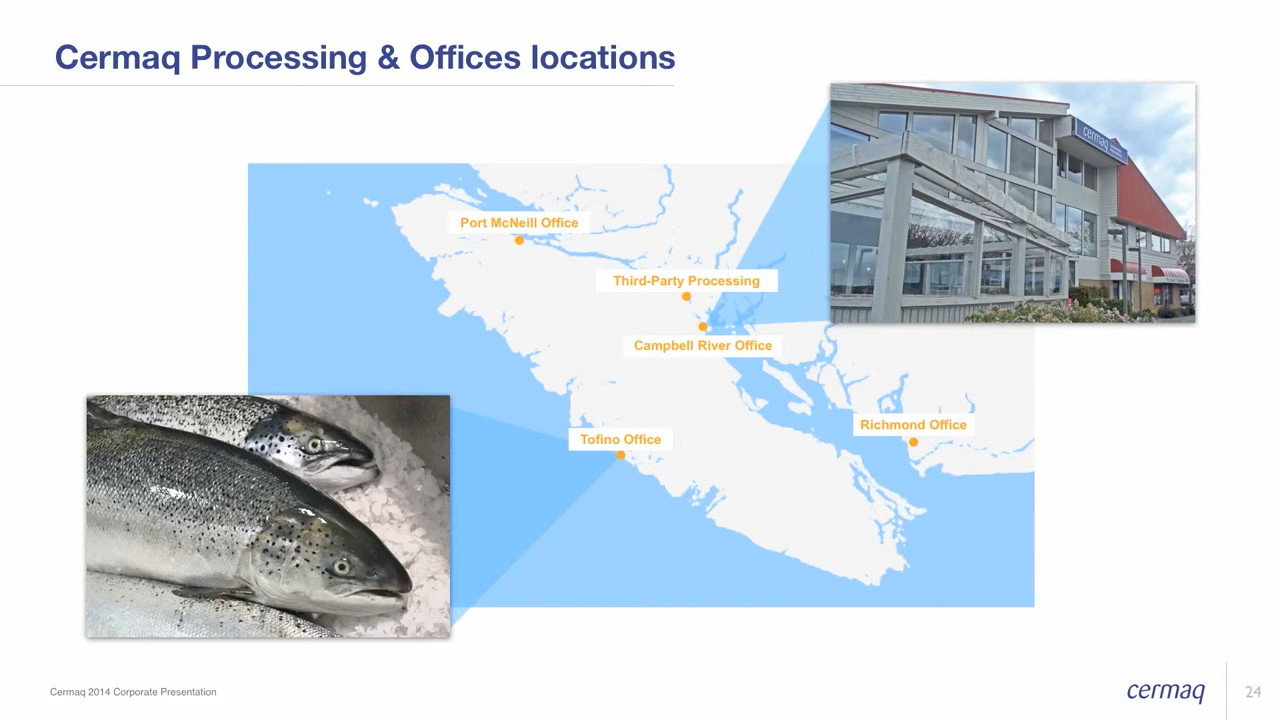 Cermaq Processing & Offices locations
cermaq
Port McNeill Office
Third-Party Processing
Campbell River Office
Richmond Office
Tofino Office
Cermaq 2014 Corporate Presentation
cermaq
24